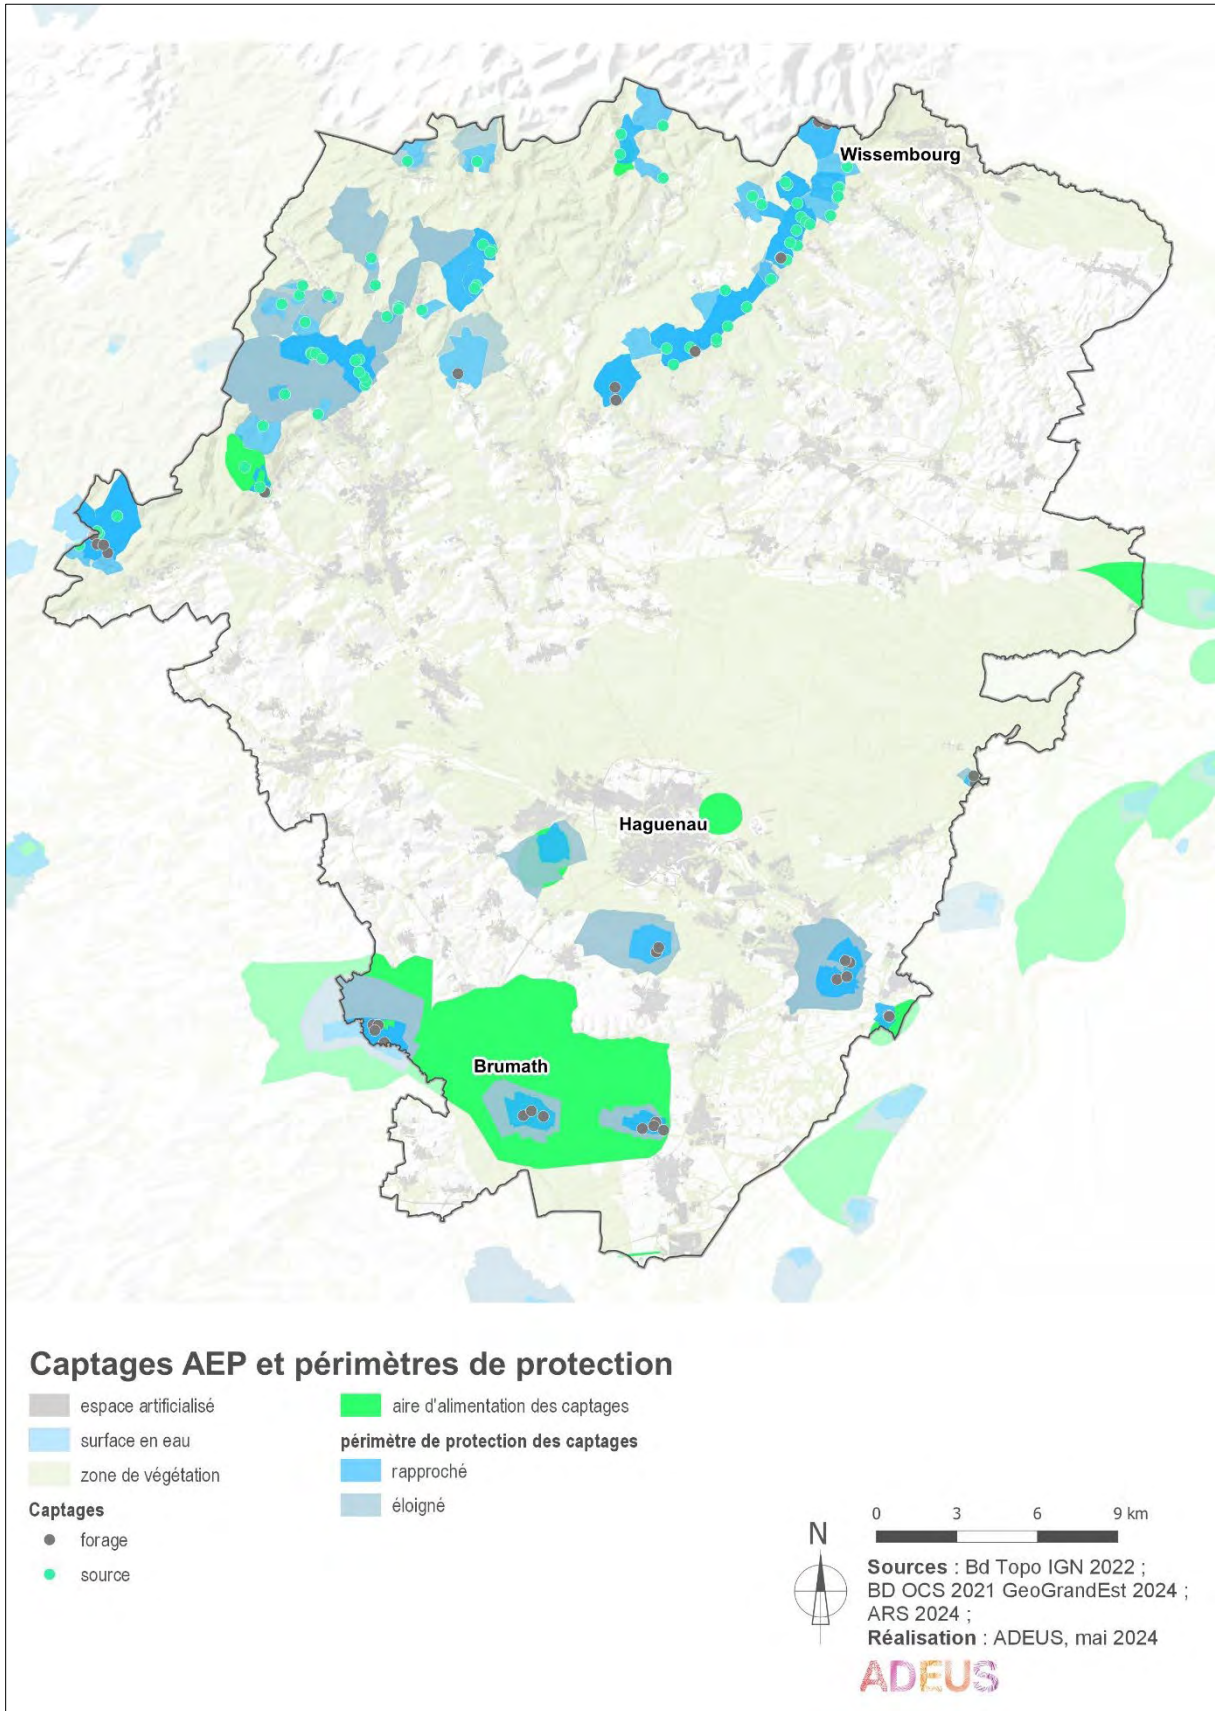 Wissembourg
Haguenau
Brumath
Captages AEP et périmètres de protection
espace artificialisé
surface en eau
zone de végétation
Captages
forage
source
aire d'alimentation des captages
périmètre de protection des captages
rapproché
éloigné
N
0 3 6 9 km
Sources : Bd Topo IGN 2022 ;
BD OCS 2021 GeoGrandEst 2024 ;
ARS 2024 ;
Réalisation : ADEUS, mai 2024
ADEUS